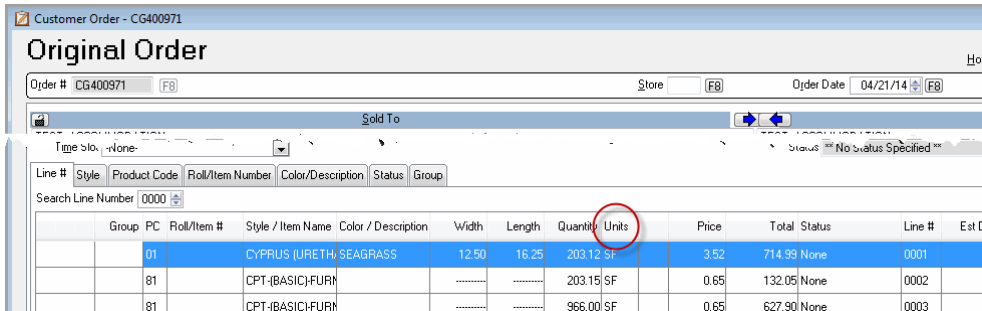 Customer Order - CG400971
Original Order
Ho
Order # CG400971 F8 Store F8 Order Date 04/21/14 F8
Sold To
Time Slot -None- Status ** No Status Specified **
Line # Style Product Code Roll/Item Number Color/Description Status Group
Search Line Number 0000
Group PC Roll/Item # Style / Item Name Color / Description Width Length Quantity Units Price Total Status Line # Est D
01 CYPRUS (URETHA SEAGRASS 12.50 16.25 203.12 SF 3.52 714.99 None 0001
81 CPT-(BASIC)-FURN ---------- ---------- 203.15 SF 0.65 132.05 None 0002
81 CPT-(BASIC)-FURN ---------- ---------- 966.00 SF 0.65 627.90 None 0003